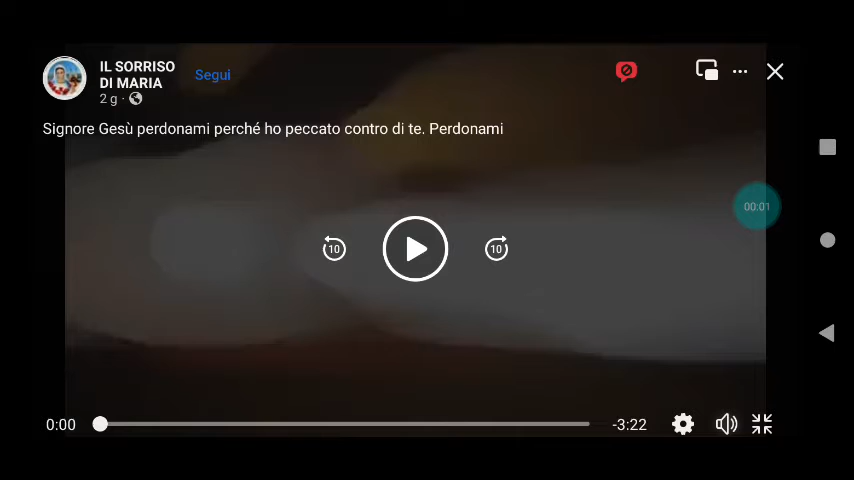 IL SORRISO
DI MARIA
Segui
2 g ·
Signore Gesù perdonami perché ho peccato contro di te. Perdonami
00:01
10
10
0:00
-3:22